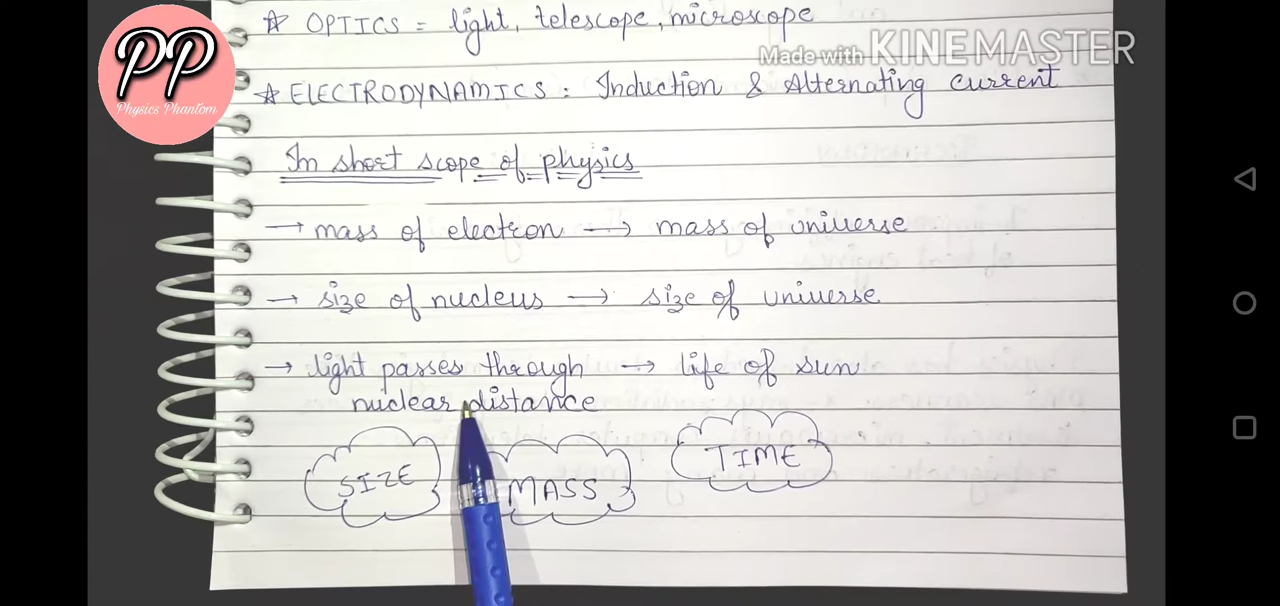 ☆ OPTICS = light, telescope, microscope
Made with KINEMASTER
PP
Physics Phantom
☆ ELECTRODYNAMICS : Induction & Alternating current
In short scope of physics
→ mass of electron → mass of universe
→ size of nucleus → size of universe
→ light passes through → life of sun
nuclear distance
SIZE MASS TIME